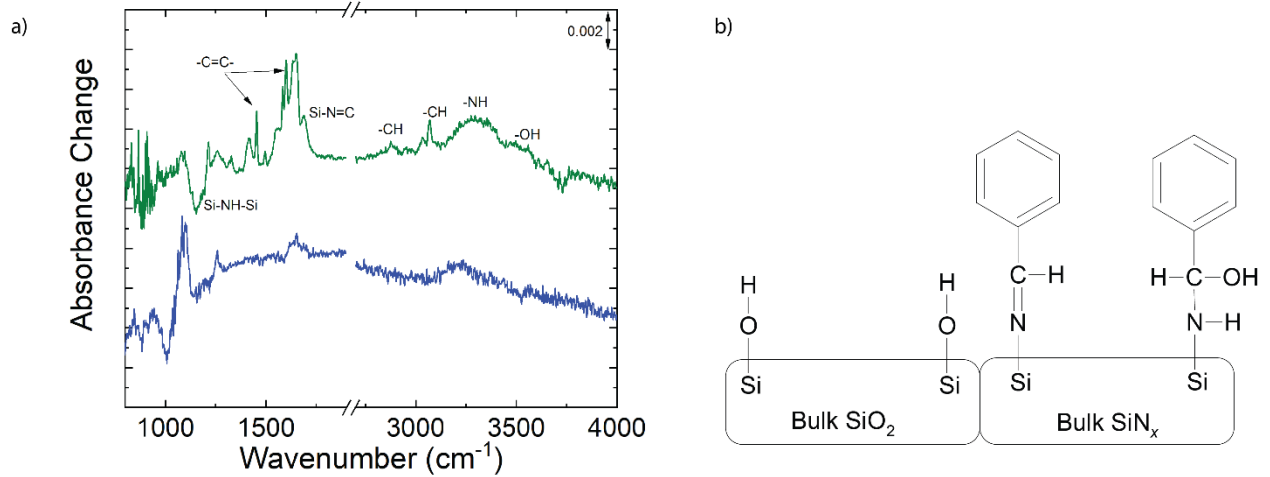 a)
Absorbance Change
0.002
-C=C-
Si-N=C
-CH
-CH
-NH
-OH
Si-NH-Si
1000 1500 3000 3500 4000
Wavenumber (cm⁻¹)
b)
H H H C H H C OH
O O N N H
Si Si Si Si
Bulk SiO₂ Bulk SiNₓ